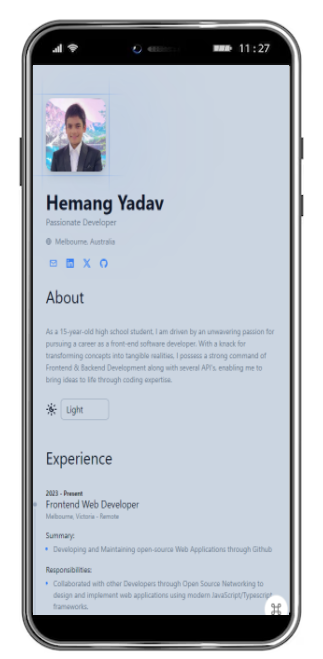 11:27
Hemang Yadav
Passionate Developer
Melbourne, Australia
About
As a 15-year-old high school student, I am driven by an unwavering passion for
pursuing a career as a front-end software developer. With a knack for
transforming concepts into tangible realities, I possess a strong command of
Frontend & Backend Development along with several API's, enabling me to
bring ideas to life through coding expertise.
Light
Experience
2023 - Present
Frontend Web Developer
Melbourne, Victoria - Remote
Summary:
Developing and Maintaining open-source Web Applications through Github
Responsibilities:
Collaborated with other Developers through Open Source Networking to
design and implement web applications using modern JavaScript/Typescript
frameworks.